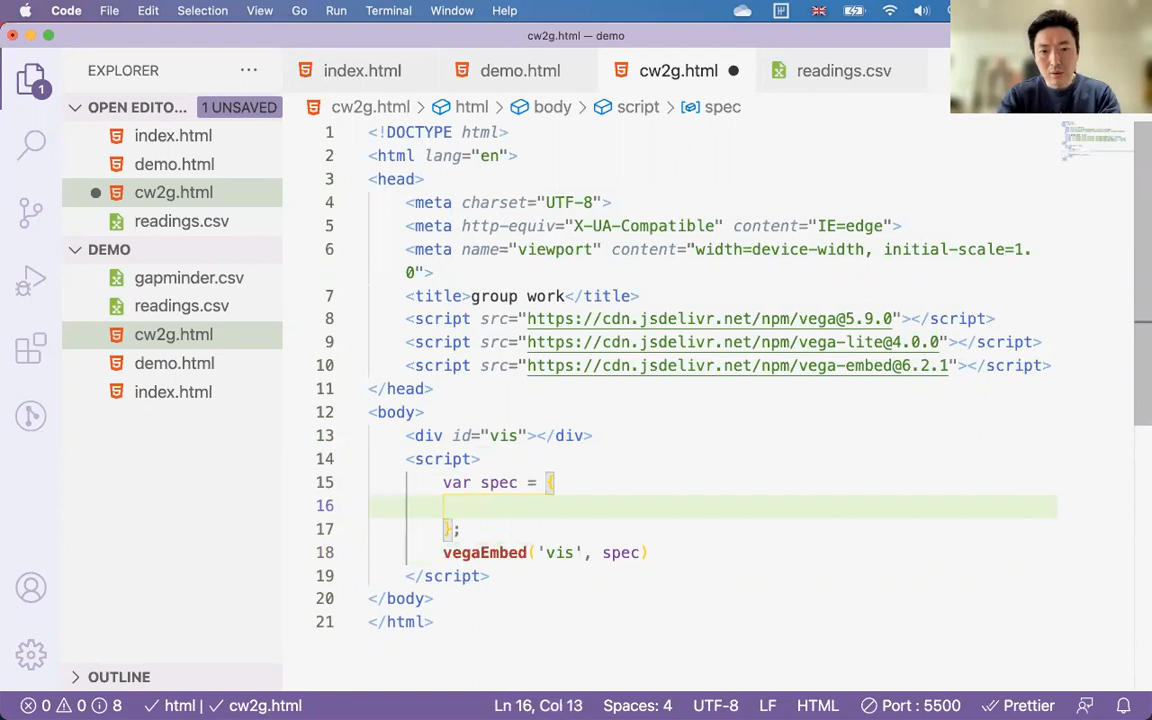 Code File Edit Selection View Go Run Terminal Window Help
cw2g.html — demo
EXPLORER
index.html
demo.html
cw2g.html
readings.csv
OPEN EDITO... 1 UNSAVED
index.html
demo.html
cw2g.html
readings.csv
DEMO
gapminder.csv
readings.csv
cw2g.html
demo.html
index.html
OUTLINE
1
cw2g.html > html > body > script > spec
1 <!DOCTYPE html>
2 <html lang="en">
3 <head>
4 <meta charset="UTF-8">
5 <meta http-equiv="X-UA-Compatible" content="IE=edge">
6 <meta name="viewport" content="width=device-width, initial-scale=1.
0">
7 <title>group work</title>
8 <script src="https://cdn.jsdelivr.net/npm/vega@5.9.0"></script>
9 <script src="https://cdn.jsdelivr.net/npm/vega-lite@4.0.0"></script>
10 <script src="https://cdn.jsdelivr.net/npm/vega-embed@6.2.1"></script>
11 </head>
12 <body>
13 <div id="vis"></div>
14 <script>
15 var spec = {
16
17 };
18 vegaEmbed('vis', spec)
19 </script>
20 </body>
21 </html>
0 0 8 html | cw2g.html Ln 16, Col 13 Spaces: 4 UTF-8 LF HTML Port : 5500 Prettier